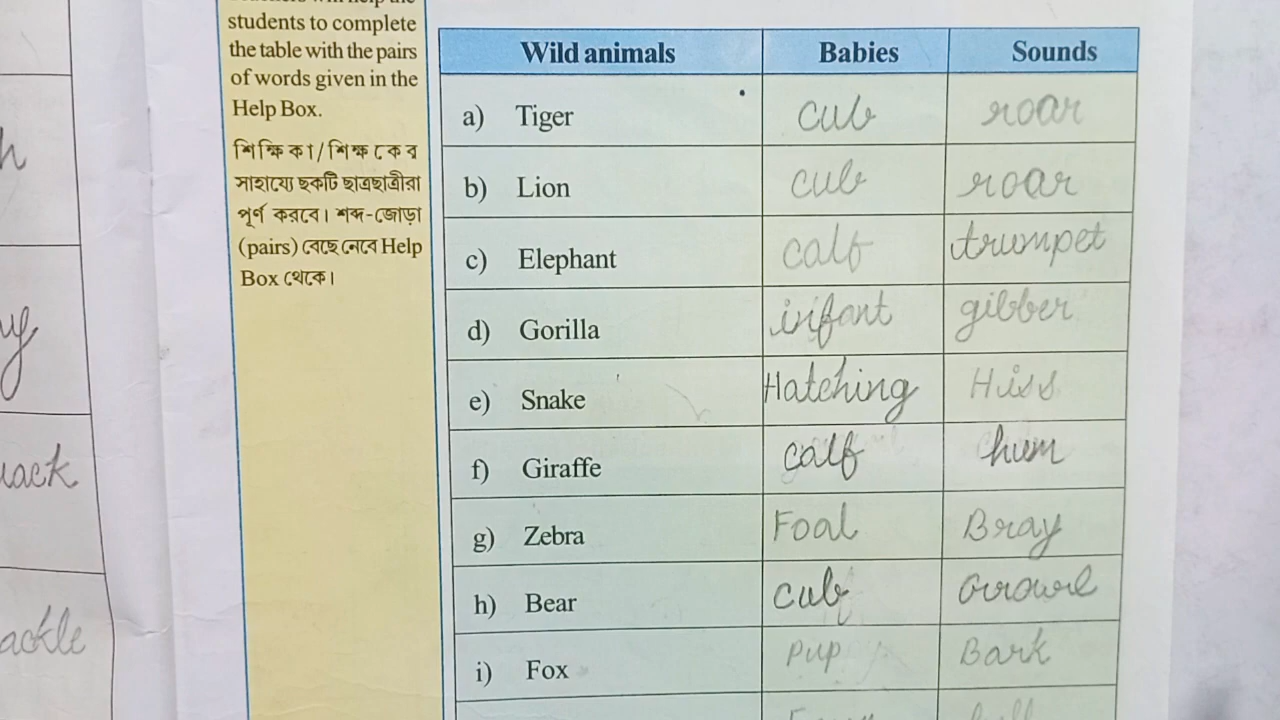 students to complete
the table with the pairs
of words given in the
Help Box.
শিক্ষিকা/শিক্ষকের
সাহায্যে ছকটি ছাত্রছাত্রীরা
পূর্ণ করবে। শব্দ-জোড়া
(pairs) বেছে নেবে Help
Box থেকে।
Wild animals Babies Sounds
a) Tiger cub roar
b) Lion cub roar
c) Elephant calf trumpet
d) Gorilla infant gibber
e) Snake Hatching Hiss
f) Giraffe calf hum
g) Zebra Foal Bray
h) Bear cub Growl
i) Fox Pup Bark